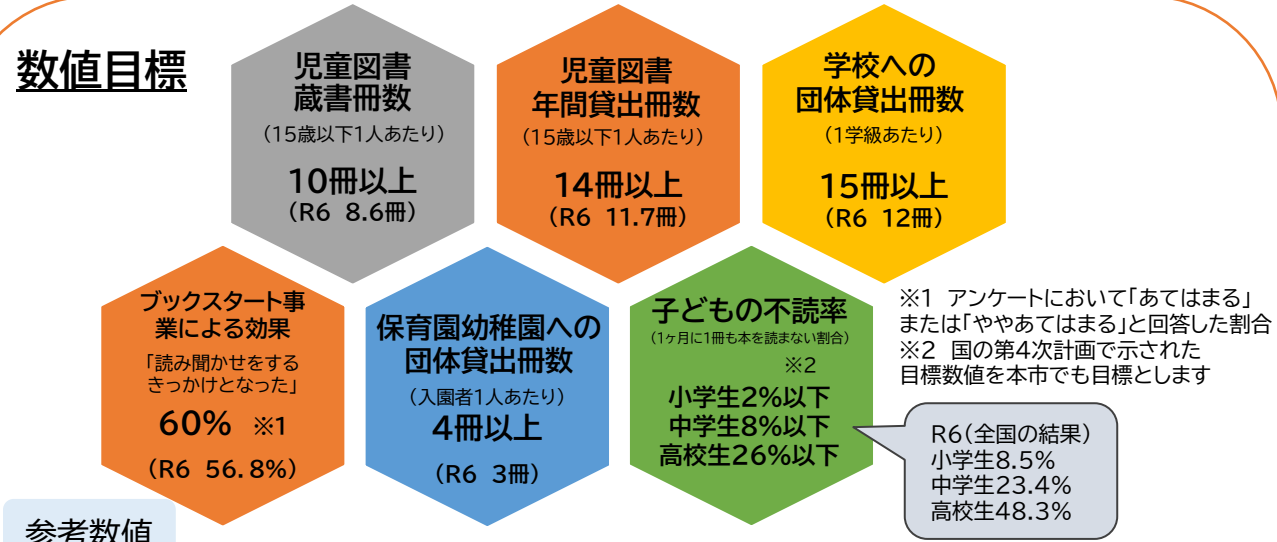 数値目標
児童図書
蔵書冊数
(15歳以下1人あたり)
10冊以上
(R6 8.6冊)
児童図書
年間貸出冊数
(15歳以下1人あたり)
14冊以上
(R6 11.7冊)
学校への
団体貸出冊数
(1学級あたり)
15冊以上
(R6 12冊)
ブックスタート事
業による効果
「読み聞かせをする
きっかけとなった」
60% ※1
(R6 56.8%)
保育園幼稚園への
団体貸出冊数
(入園者1人あたり)
4冊以上
(R6 3冊)
子どもの不読率
(1ヶ月に1冊も本を読まない割合)
※2
小学生2%以下
中学生8%以下
高校生26%以下
※1 アンケートにおいて「あてはまる」
または「ややあてはまる」と回答した割合
※2 国の第4次計画で示された
目標数値を本市でも目標とします
R6(全国の結果)
小学生8.5%
中学生23.4%
高校生48.3%
参考数値